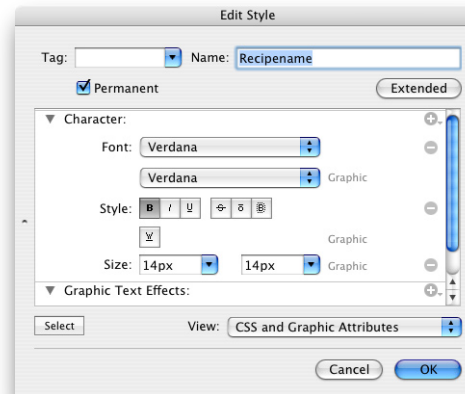 Edit Style
Tag: Name: Recipename
Permanent Extended
Character:
Font: Verdana
Verdana Graphic
Style: B I U S O B
W Graphic
Size: 14px 14px Graphic
Graphic Text Effects:
Select View: CSS and Graphic Attributes
Cancel OK